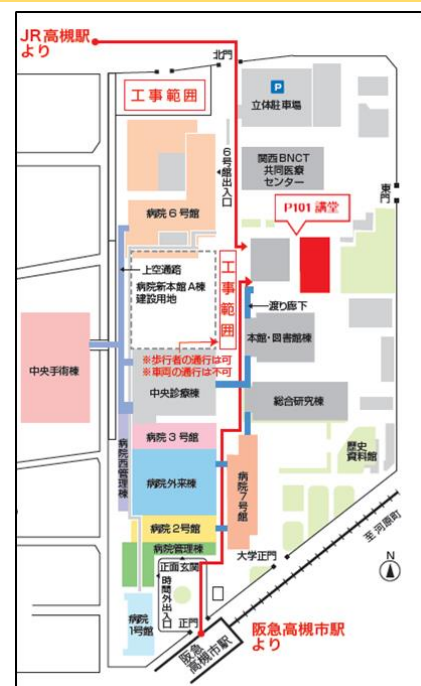 JR高槻駅
より
北門
工事範囲
P
立体駐車場
6号館出入口
関西BNCT
共同医療
センター
東門
病院6号館
P101 講堂
上空通路
病院新本館A棟
建設用地
工事範囲
渡り廊下
※歩行者の通行は可
※車両の通行は不可
本館・図書館棟
中央手術棟
中央診療棟
総合研究棟
病院西管理棟
病院3号館
歴史
資料館
病院外来棟
病院7号館
病院2号館
病院管理棟
大学正門
至河原町
正面玄関
時間外出入口
N
病院
1号館
正門
阪急
高槻市駅
阪急高槻市駅
より